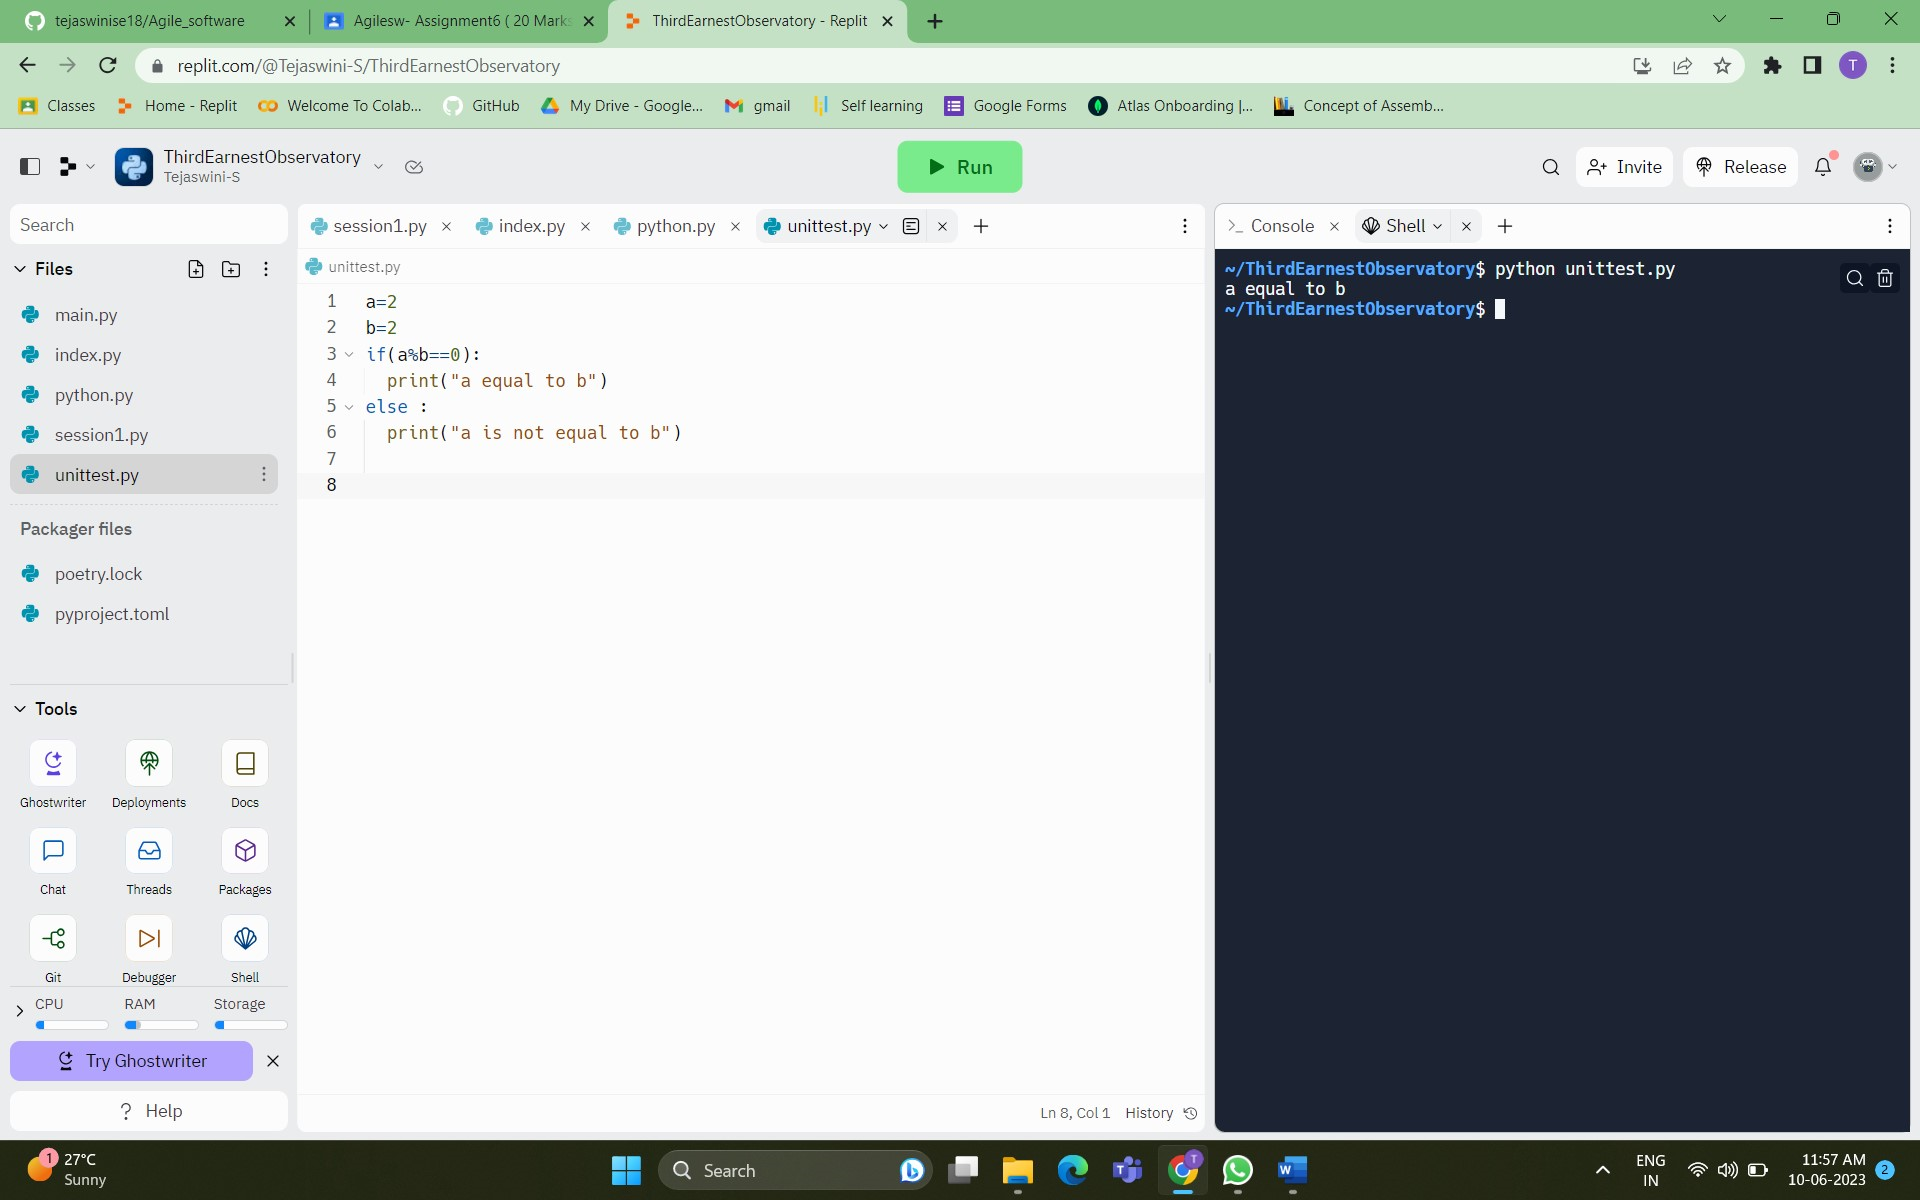 tejaswinise18/Agile_software
Agilesw- Assignment6 ( 20 Marks
ThirdEarnestObservatory - Replit
replit.com/@Tejaswini-S/ThirdEarnestObservatory
T
Classes
Home - Replit
Welcome To Colab...
GitHub
My Drive - Google...
gmail
Self learning
Google Forms
Atlas Onboarding |...
Concept of Assemb...
ThirdEarnestObservatory
Tejaswini-S
Run
Invite
Release
Search
session1.py
index.py
python.py
unittest.py
Console
Shell
Files
main.py
index.py
python.py
session1.py
unittest.py
Packager files
poetry.lock
pyproject.toml
unittest.py
1 a=2
2 b=2
3 if(a%b==0):
4 print("a equal to b")
5 else :
6 print("a is not equal to b")
7
8
~/ThirdEarnestObservatory$ python unittest.py
a equal to b
~/ThirdEarnestObservatory$
Tools
Ghostwriter
Deployments
Docs
Chat
Threads
Packages
Git
Debugger
Shell
CPU
RAM
Storage
Try Ghostwriter
? Help
Ln 8, Col 1
History
1
27°C
Sunny
Search
T
ENG
IN
11:57 AM
10-06-2023
2